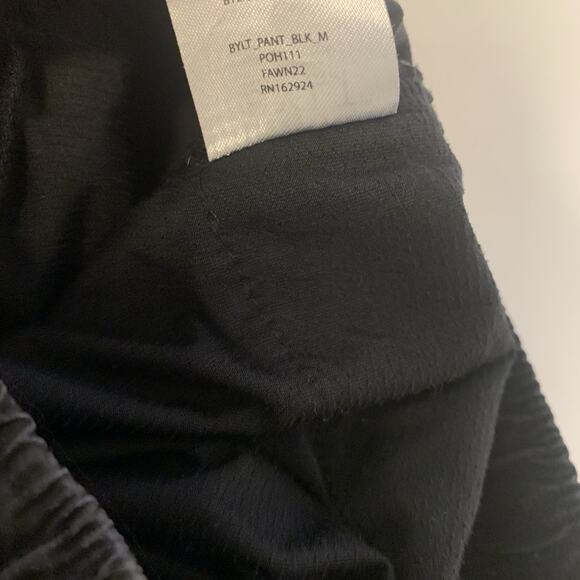 BYLT_PANT_BLK_M
POH111
FAWN22
RN162924